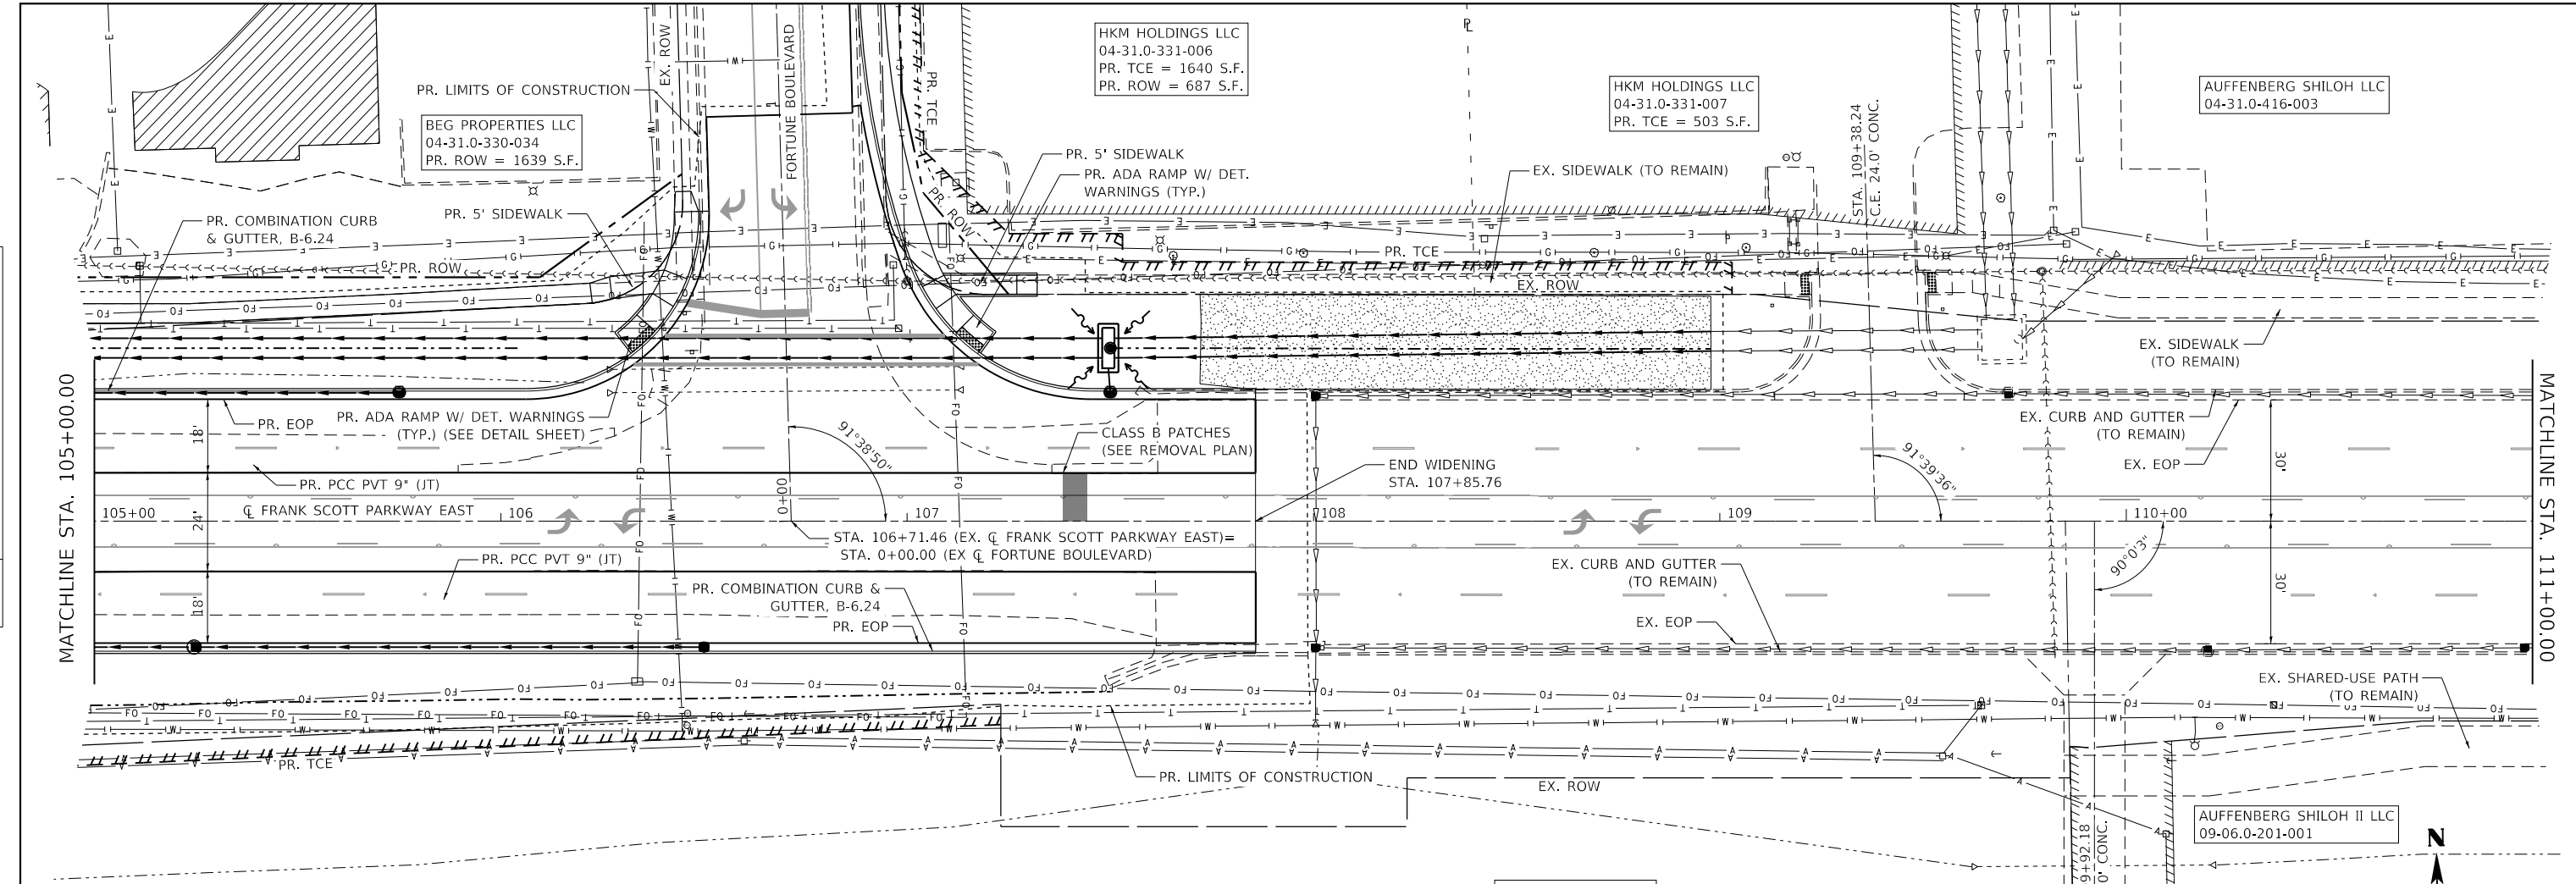 HKM HOLDINGS LLC
04-31.0-331-006
PR. TCE = 1640 S.F.
PR. ROW = 687 S.F.
HKM HOLDINGS LLC
04-31.0-331-007
PR. TCE = 503 S.F.
AUFFENBERG SHILOH LLC
04-31.0-416-003
PR. LIMITS OF CONSTRUCTION
EX. ROW
FORTUNE BOULEVARD
PR. TCE
BEG PROPERTIES LLC
04-31.0-330-034
PR. ROW = 1639 S.F.
STA. 109+38.24
C.E. 24.0' CONC.
PR. 5' SIDEWALK
PR. ADA RAMP W/ DET.
WARNINGS (TYP.)
EX. SIDEWALK (TO REMAIN)
PR. COMBINATION CURB
& GUTTER, B-6.24
PR. 5' SIDEWALK
PR. ROW
PR. ROW
PR. TCE
EX. ROW
EX. SIDEWALK
(TO REMAIN)
MATCHLINE STA. 105+00.00
MATCHLINE STA. 111+00.00
PR. EOP
PR. ADA RAMP W/ DET. WARNINGS
(TYP.) (SEE DETAIL SHEET)
18'
91°38'50"
CLASS B PATCHES
(SEE REMOVAL PLAN)
EX. CURB AND GUTTER
(TO REMAIN)
EX. EOP
30'
91°39'36"
END WIDENING
STA. 107+85.76
PR. PCC PVT 9" (JT)
0+00
105+00
24'
℄ FRANK SCOTT PARKWAY EAST
106
107
108
109
110+00
STA. 106+71.46 (EX. ℄ FRANK SCOTT PARKWAY EAST)=
STA. 0+00.00 (EX ℄ FORTUNE BOULEVARD)
PR. PCC PVT 9" (JT)
EX. CURB AND GUTTER
(TO REMAIN)
90°0'3"
30'
18'
PR. COMBINATION CURB &
GUTTER, B-6.24
PR. EOP
EX. EOP
EX. SHARED-USE PATH
(TO REMAIN)
PR. TCE
PR. LIMITS OF CONSTRUCTION
EX. ROW
AUFFENBERG SHILOH II LLC
09-06.0-201-001
9+92.18
0' CONC.
N